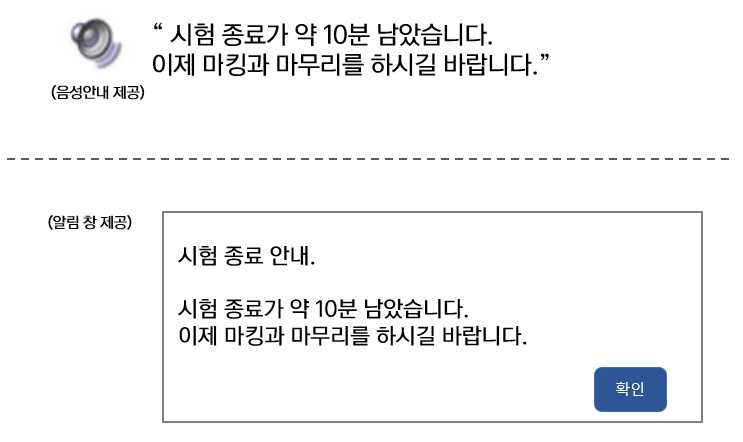 “ 시험 종료가 약 10분 남았습니다.
이제 마킹과 마무리를 하시길 바랍니다.”
(음성안내 제공)
(알림 창 제공)
시험 종료 안내.
시험 종료가 약 10분 남았습니다.
이제 마킹과 마무리를 하시길 바랍니다.
확인